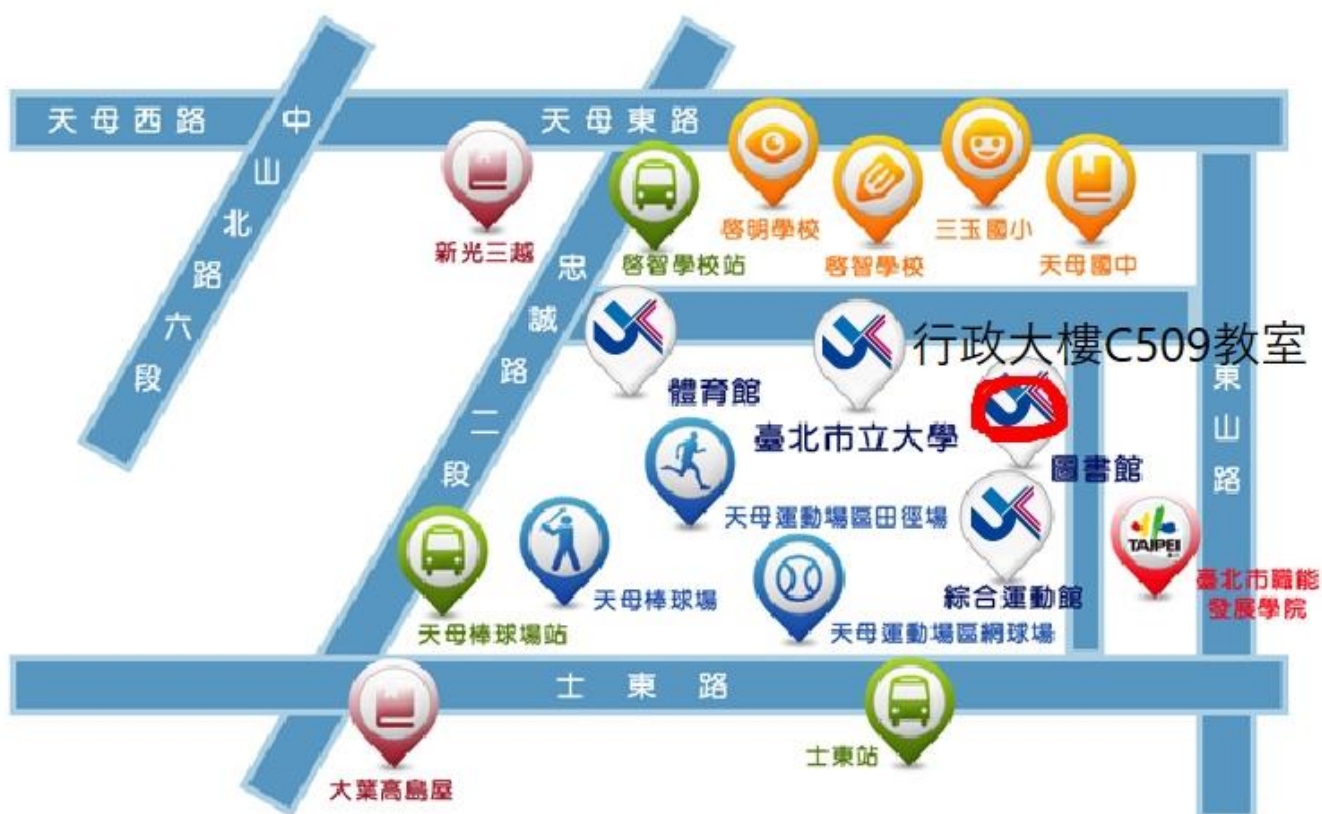 天母西路
中山北路六段
天母東路
新光三越
啓智學校站
啓明學校
啓智學校
三玉國小
天母國中
忠誠路二段
行政大樓C509教室
東山路
體育館
臺北市立大學
圖書館
天母運動場區田徑場
TAIPEI
臺北市職能
發展學院
天母棒球場
綜合運動館
天母棒球場站
天母運動場區網球場
士東路
士東站
大葉高島屋